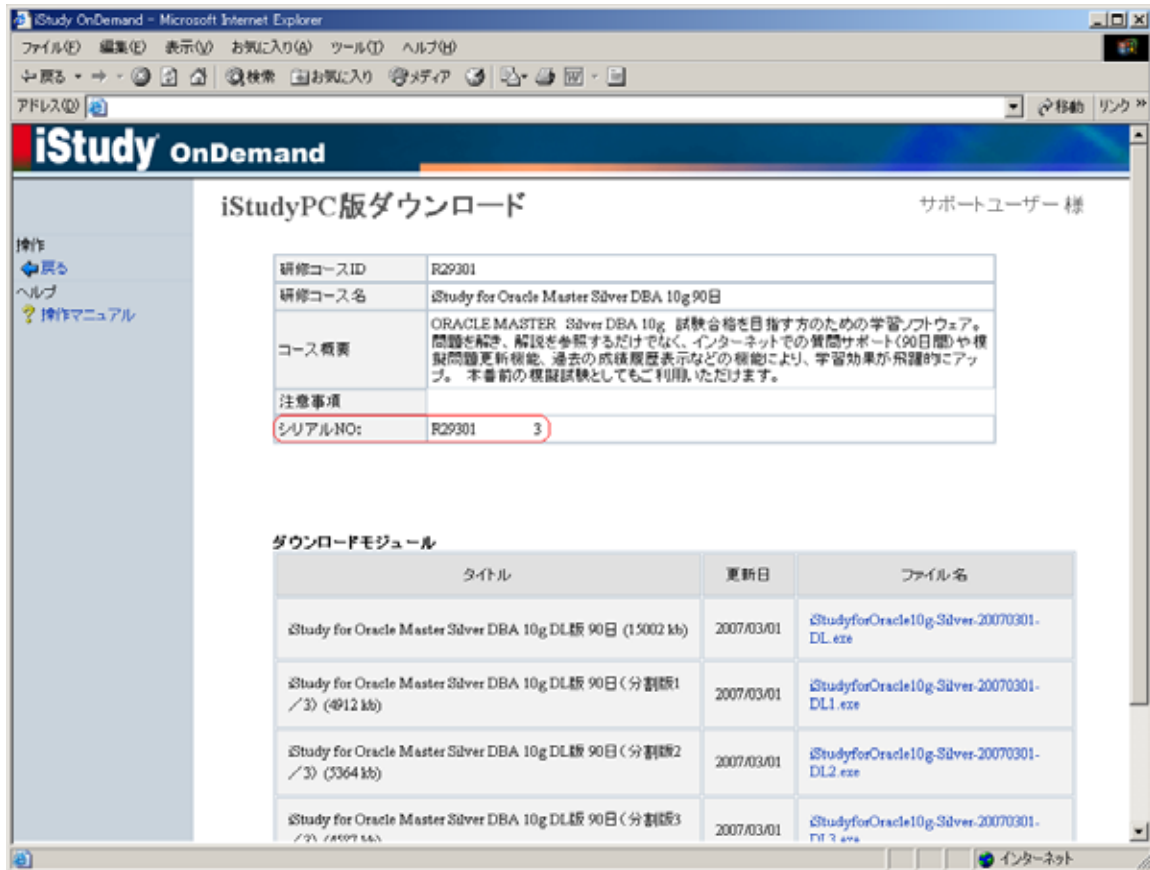 iStudy OnDemand - Microsoft Internet Explorer
ファイル(F) 編集(E) 表示(V) お気に入り(A) ツール(T) ヘルプ(H)
戻る 検索 お気に入り メディア
アドレス(D) 移動 リンク »
iStudy OnDemand
iStudyPC版ダウンロード
サポートユーザー 様
操作
戻る
ヘルプ
? 操作マニュアル
研修コースID R29301
研修コース名 iStudy for Oracle Master Silver DBA 10g 90日
コース概要
ORACLE MASTER Silver DBA 10g 試験合格を目指す方のための学習ソフトウェア。
問題を解き、解説を参照するだけでなく、インターネットでの質問サポート(90日間)や模
擬問題更新機能、過去の成績履歴表示などの機能により、学習効果が飛躍的にアッ
プ。 本番前の模擬試験としてもご利用いただけます。
注意事項
シリアルNO: R29301 3
ダウンロードモジュール
タイトル 更新日 ファイル名
iStudy for Oracle Master Silver DBA 10g DL版 90日 (15002 kb) 2007/03/01
iStudyforOracle10g-Silver-20070301-
DL.exe
iStudy for Oracle Master Silver DBA 10g DL版 90日(分割版1
/3) (4912 kb)
2007/03/01
iStudyforOracle10g-Silver-20070301-
DL1.exe
iStudy for Oracle Master Silver DBA 10g DL版 90日(分割版2
/3) (5364 kb)
2007/03/01
iStudyforOracle10g-Silver-20070301-
DL2.exe
iStudy for Oracle Master Silver DBA 10g DL版 90日(分割版3
2007/03/01
iStudyforOracle10g-Silver-20070301-
インターネット